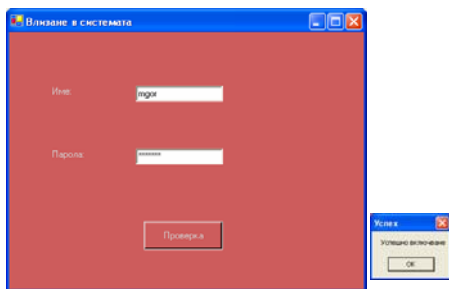 Влизане в системата
Име:
mgor
Парола:
*******
Проверка
Успех
Успешно включване
OK